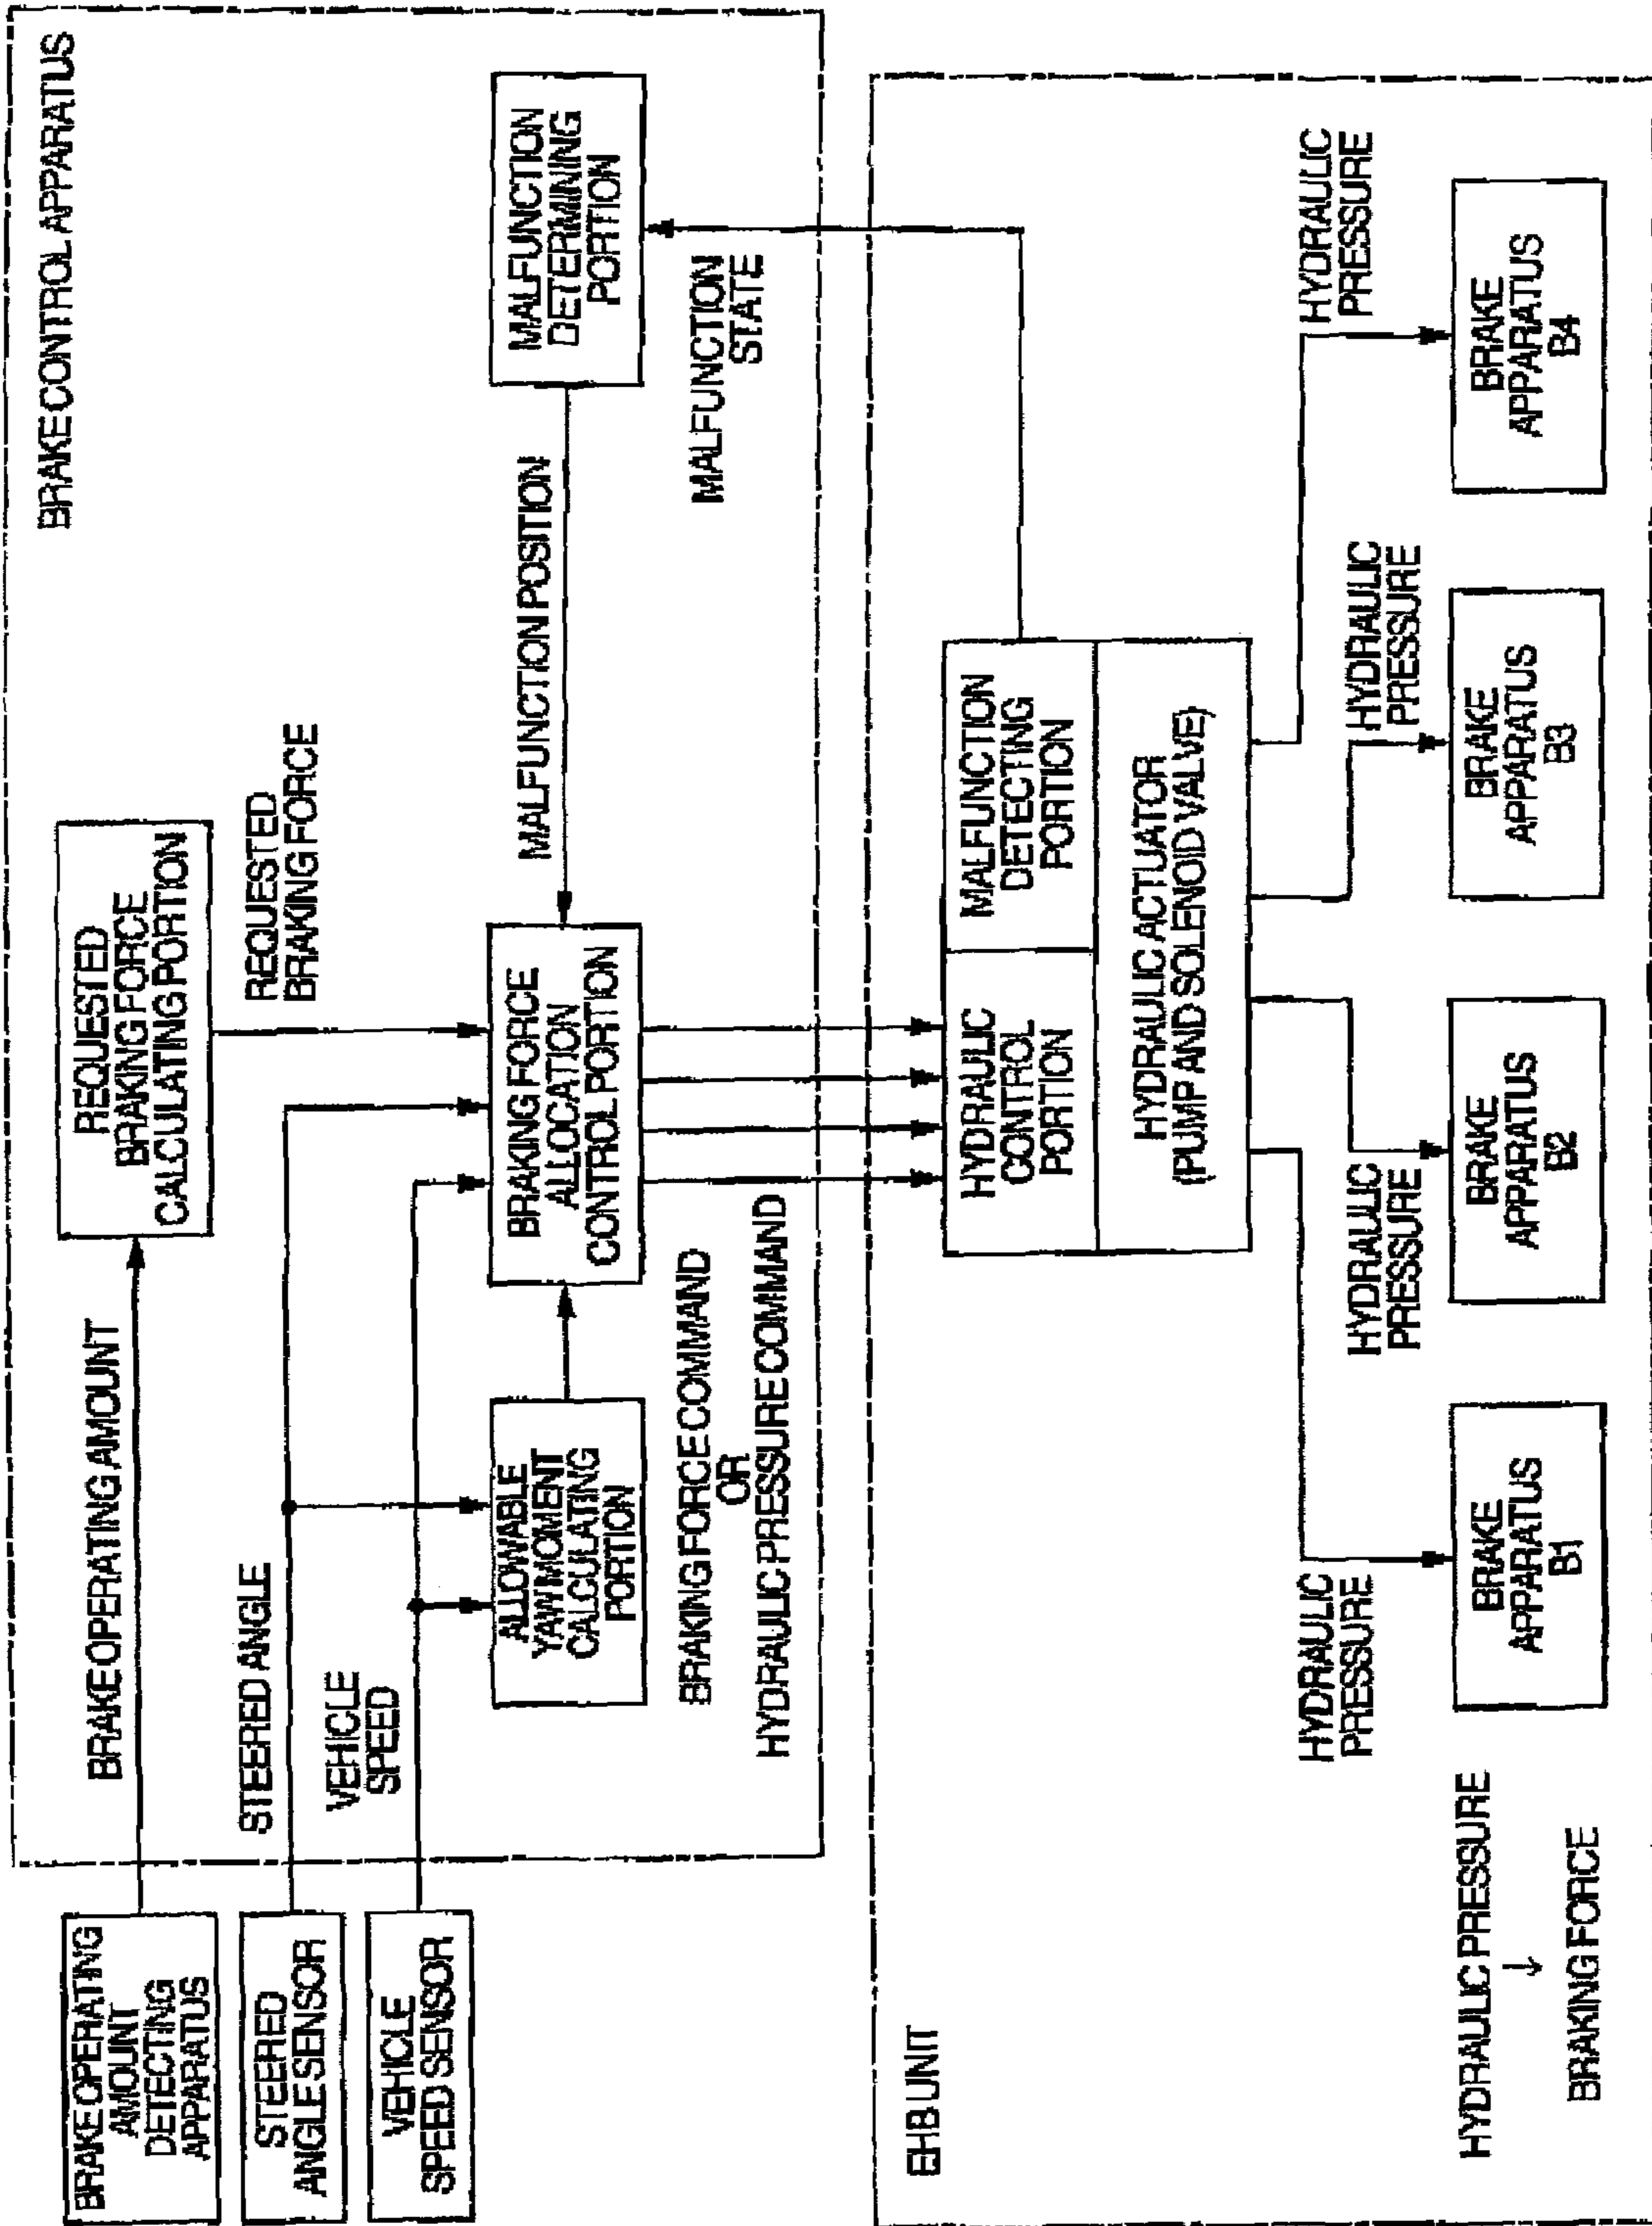 BRAKE CONTROL APPARATUS
BRAKE OPERATING
AMOUNT
DETECTING
APPARATUS
BRAKE OPERATING AMOUNT
REQUESTED
BRAKING FORCE
CALCULATING PORTION
REQUESTED
BRAKING FORCE
STEERED
ANGLE SENSOR
STEERED ANGLE
VEHICLE
SPEED SENSOR
VEHICLE
SPEED
ALLOWABLE
YAW MOMENT
CALCULATING
PORTION
BRAKING FORCE
ALLOCATION
CONTROL PORTION
MALFUNCTION POSITION
MALFUNCTION
DETERMINING
PORTION
BRAKING FORCE COMMAND
OR
HYDRAULIC PRESSURE COMMAND
MALFUNCTION
STATE
EHB UNIT
HYDRAULIC
CONTROL
PORTION
MALFUNCTION
DETECTING
PORTION
HYDRAULIC ACTUATOR
(PUMP AND SOLENOID VALVE)
HYDRAULIC
PRESSURE
HYDRAULIC
PRESSURE
HYDRAULIC
PRESSURE
HYDRAULIC
PRESSURE
HYDRAULIC PRESSURE
↓
BRAKING FORCE
BRAKE
APPARATUS
B1
BRAKE
APPARATUS
B2
BRAKE
APPARATUS
B3
BRAKE
APPARATUS
B4